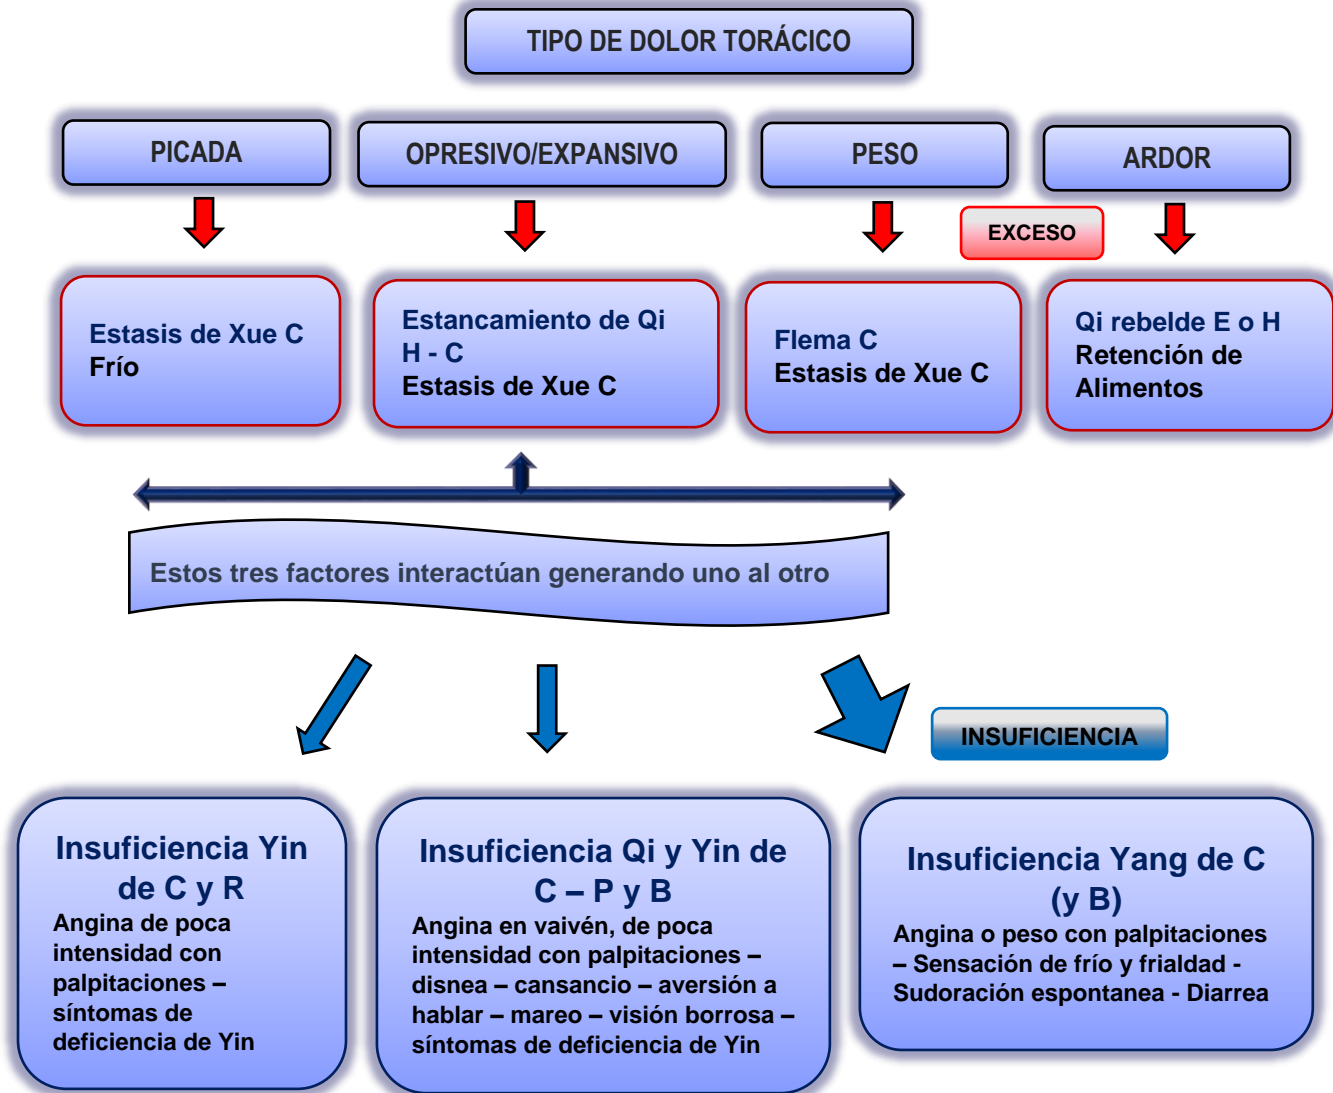 TIPO DE DOLOR TORÁCICO
PICADA
OPRESIVO/EXPANSIVO
PESO
ARDOR
EXCESO
Estasis de Xue C
Frío
Estancamiento de Qi
H - C
Estasis de Xue C
Flema C
Estasis de Xue C
Qi rebelde E o H
Retención de
Alimentos
Estos tres factores interactúan generando uno al otro
INSUFICIENCIA
Insuficiencia Yin
de C y R
Angina de poca
intensidad con
palpitaciones –
síntomas de
deficiencia de Yin
Insuficiencia Qi y Yin de
C – P y B
Angina en vaivén, de poca
intensidad con palpitaciones –
disnea – cansancio – aversión a
hablar – mareo – visión borrosa –
síntomas de deficiencia de Yin
Insuficiencia Yang de C
(y B)
Angina o peso con palpitaciones
– Sensación de frío y frialdad -
Sudoración espontanea - Diarrea